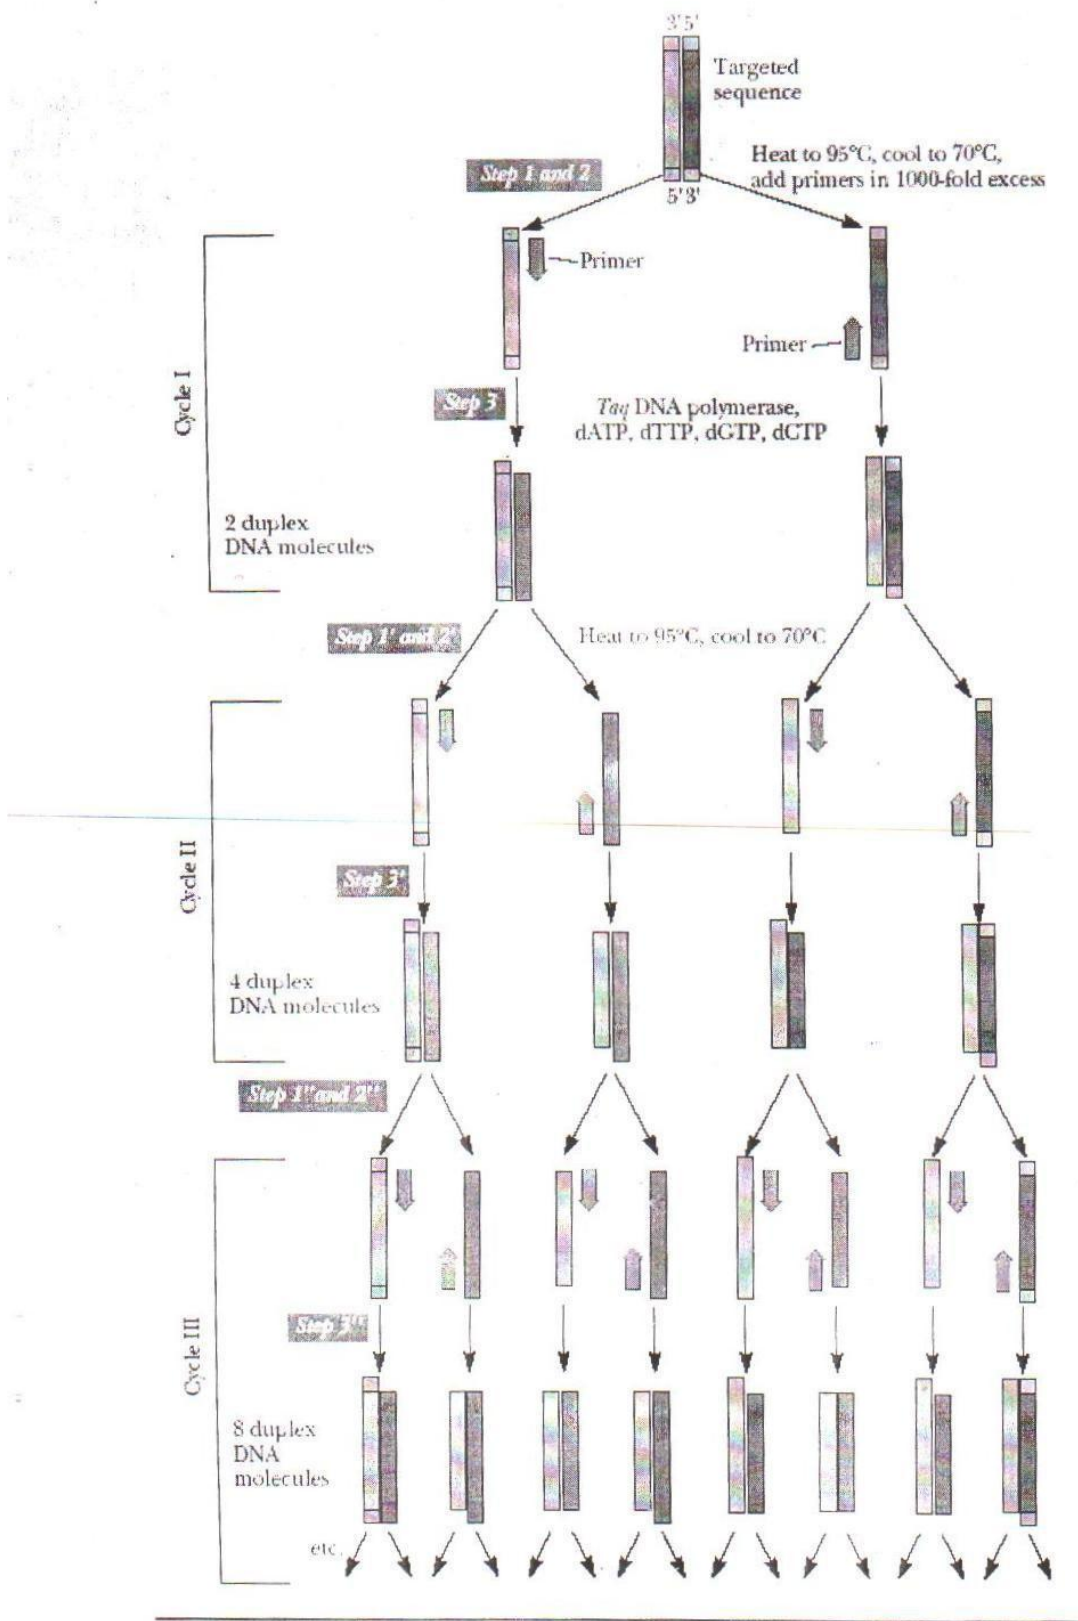 3'5'
Targeted
sequence
Heat to 95°C, cool to 70°C,
add primers in 1000-fold excess
Step 1 and 2
5'3'
Primer
Primer
Cycle I
Step 3
Taq DNA polymerase,
dATP, dTTP, dGTP, dCTP
2 duplex
DNA molecules
Step 1' and 2'
Heat to 95°C, cool to 70°C
Cycle II
Step 3'
4 duplex
DNA molecules
Step 1" and 2"
Cycle III
Step 3"
8 duplex
DNA
molecules
etc.